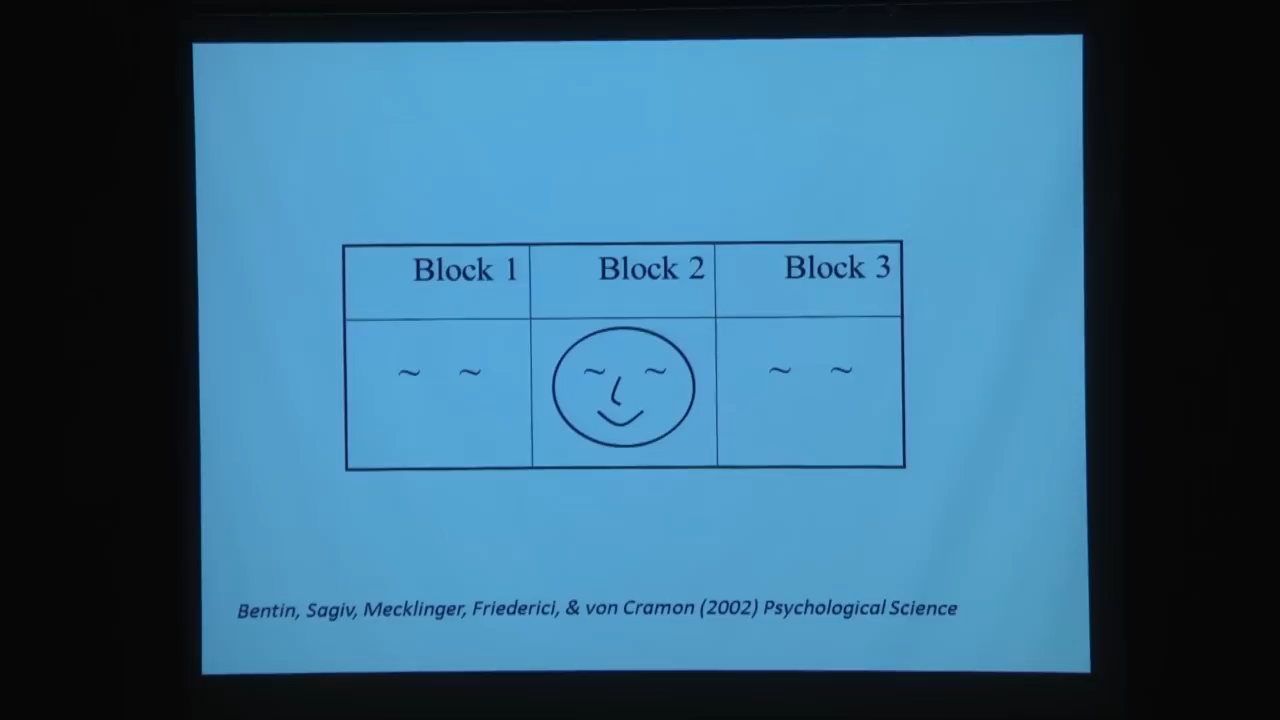 Block 1 Block 2 Block 3
~ ~ ~ ~ ~ ~
Bentin, Sagiv, Mecklinger, Friederici, & von Cramon (2002) Psychological Science